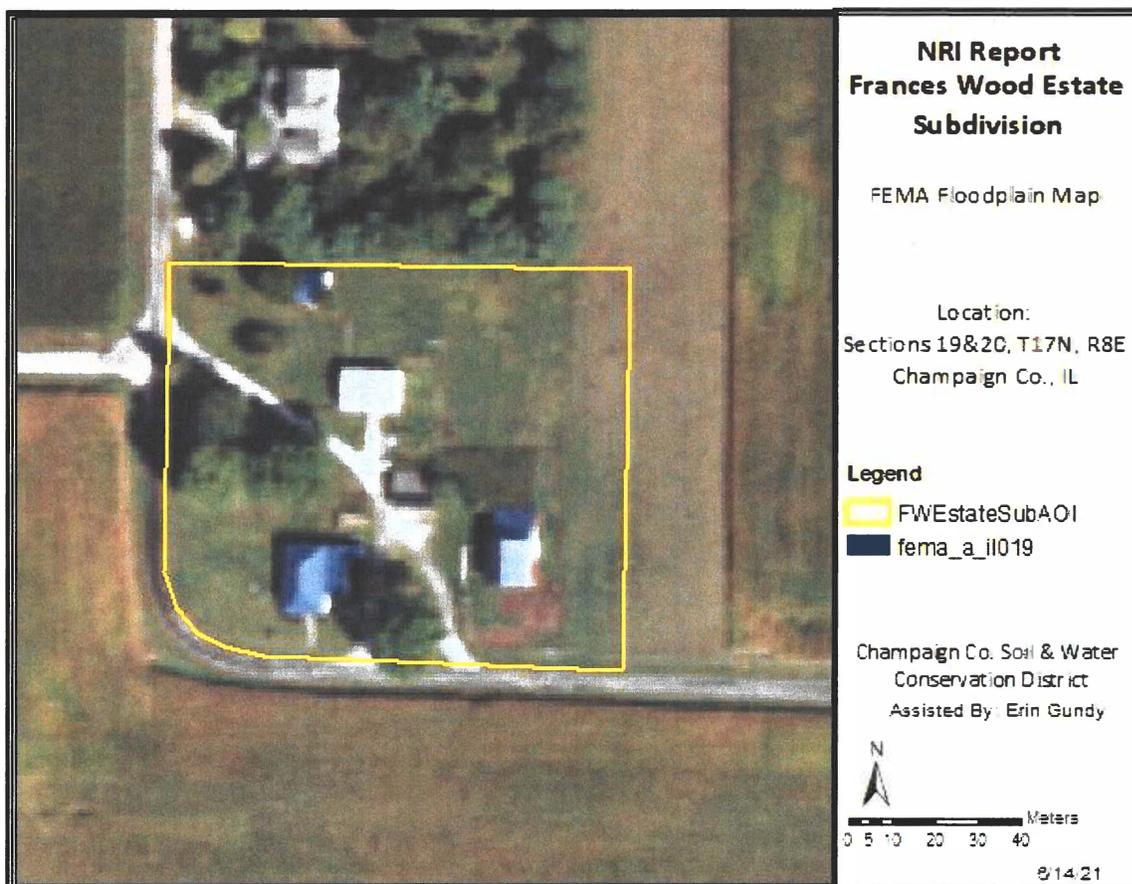 NRI Report
Frances Wood Estate
Subdivision
FEMA Floodplain Map
Location:
Sections 19&20, T17N, R8E
Champaign Co., IL
Legend
FWEstateSubAOI
fema_a_il019
Champaign Co. Soil & Water
Conservation District
Assisted By: Erin Gundy
N
Meters
0 5 10 20 30 40
6/14/21